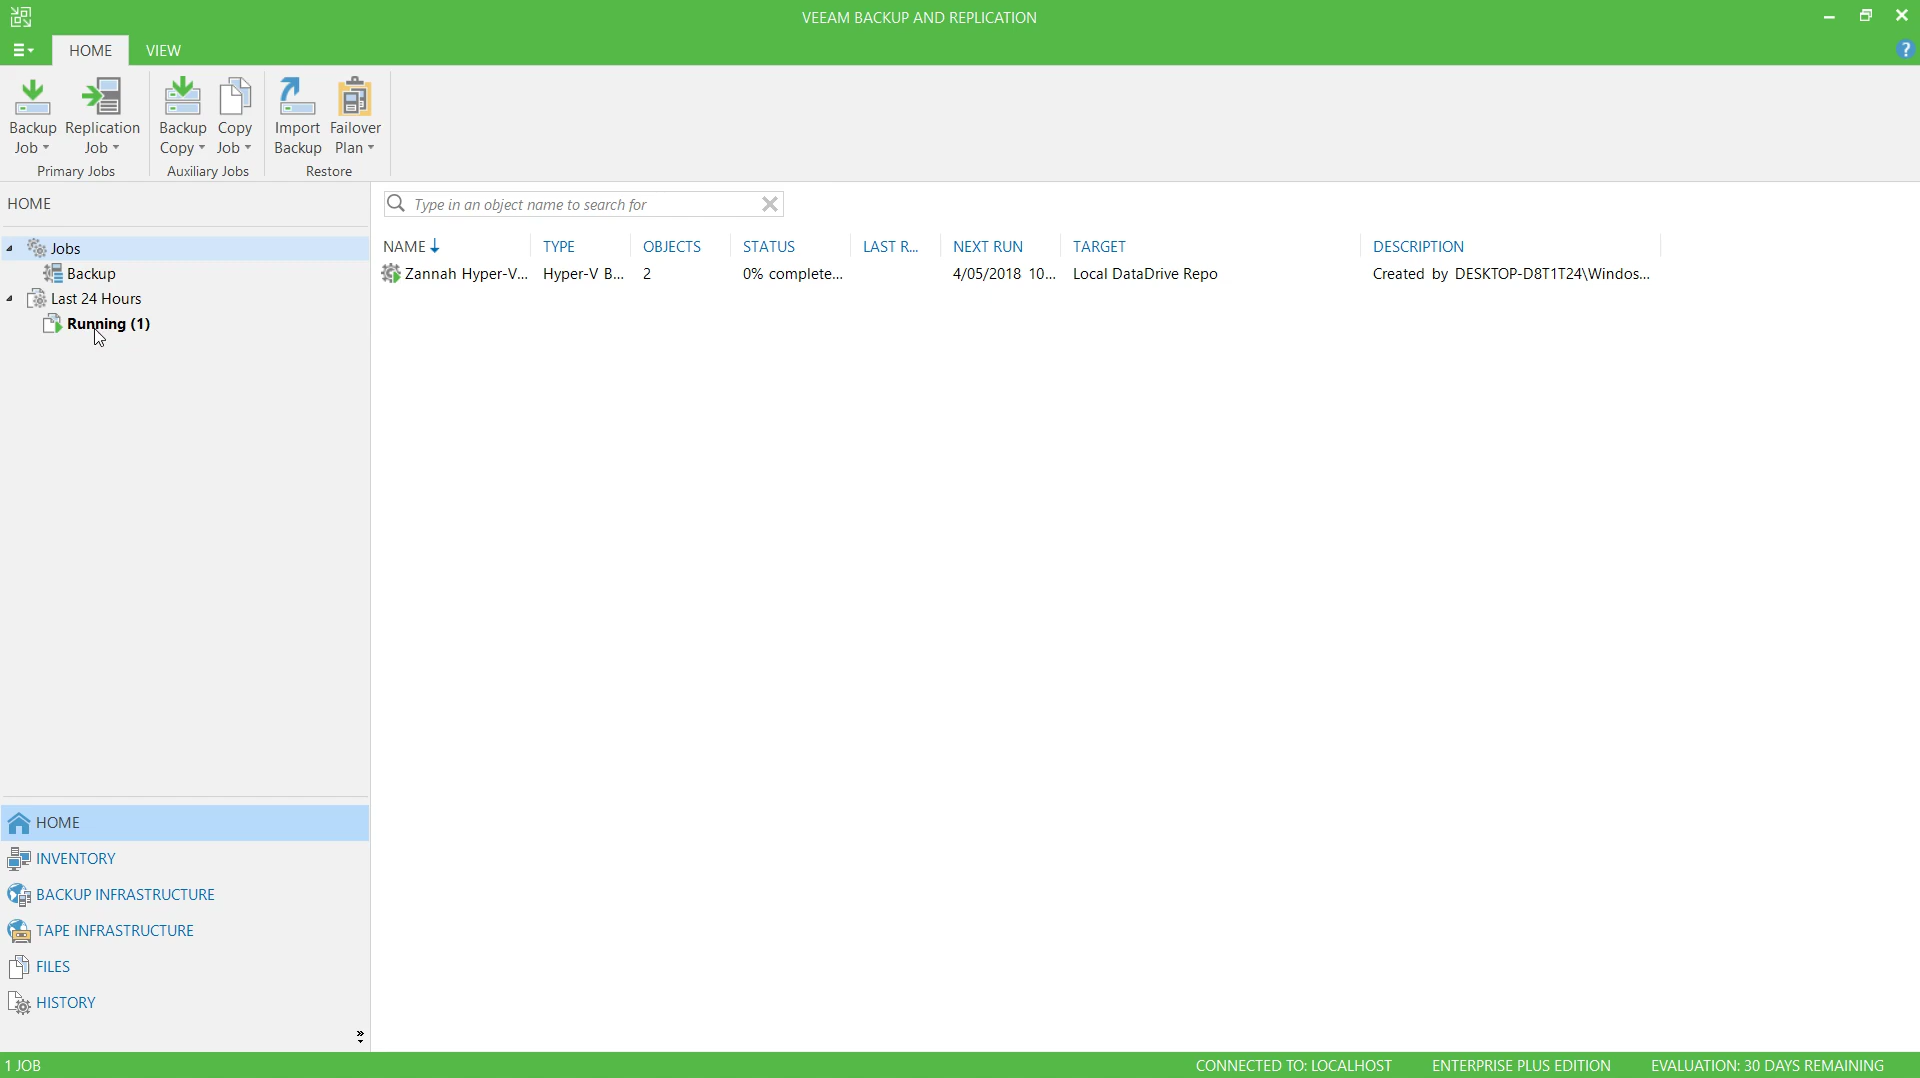 VEEAM BACKUP AND REPLICATION
HOME VIEW
?
Backup Job
Replication Job
Backup Copy
Copy Job
Import Backup
Failover Plan
Primary Jobs
Auxiliary Jobs
Restore
HOME
Jobs
Backup
Last 24 Hours
Running (1)
Type in an object name to search for
NAME TYPE OBJECTS STATUS LAST R... NEXT RUN TARGET DESCRIPTION
Zannah Hyper-V... Hyper-V B... 2 0% complete... 4/05/2018 10... Local DataDrive Repo Created by DESKTOP-D8T1T24\Windos...
HOME
INVENTORY
BACKUP INFRASTRUCTURE
TAPE INFRASTRUCTURE
FILES
HISTORY
1 JOB
CONNECTED TO: LOCALHOST ENTERPRISE PLUS EDITION EVALUATION: 30 DAYS REMAINING